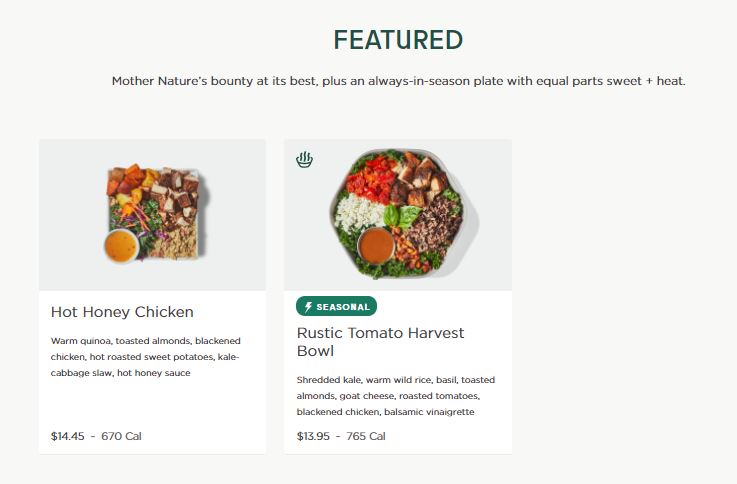 FEATURED
Mother Nature’s bounty at its best, plus an always-in-season plate with equal parts sweet + heat.
Hot Honey Chicken
Warm quinoa, toasted almonds, blackened
chicken, hot roasted sweet potatoes, kale-
cabbage slaw, hot honey sauce
$14.45 - 670 Cal
SEASONAL
Rustic Tomato Harvest
Bowl
Shredded kale, warm wild rice, basil, toasted
almonds, goat cheese, roasted tomatoes,
blackened chicken, balsamic vinaigrette
$13.95 - 765 Cal